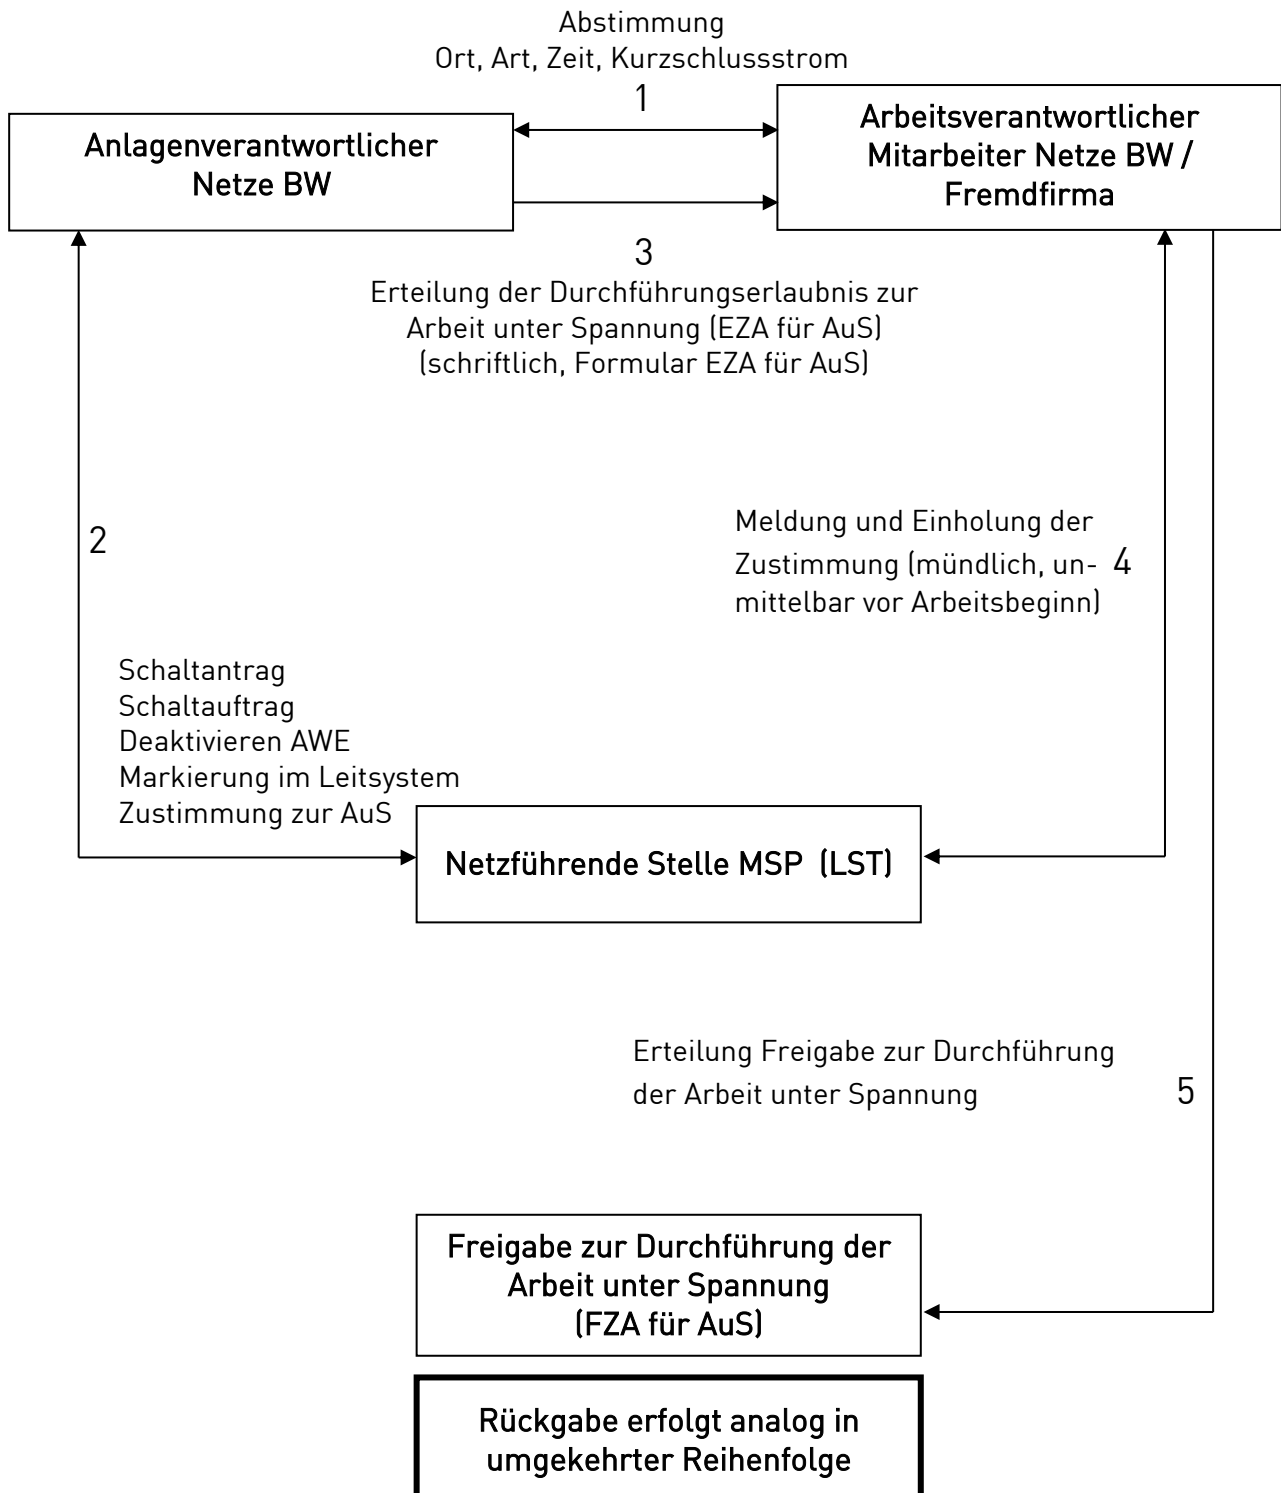 Abstimmung
Ort, Art, Zeit, Kurzschlussstrom
1
Anlagenverantwortlicher
Netze BW
Arbeitsverantwortlicher
Mitarbeiter Netze BW /
Fremdfirma
3
Erteilung der Durchführungserlaubnis zur
Arbeit unter Spannung (EZA für AuS)
(schriftlich, Formular EZA für AuS)
2
Meldung und Einholung der
Zustimmung (mündlich, un- 4
mittelbar vor Arbeitsbeginn)
Schaltantrag
Schaltauftrag
Deaktivieren AWE
Markierung im Leitsystem
Zustimmung zur AuS
Netzführende Stelle MSP (LST)
Erteilung Freigabe zur Durchführung
der Arbeit unter Spannung
5
Freigabe zur Durchführung der
Arbeit unter Spannung
(FZA für AuS)
Rückgabe erfolgt analog in
umgekehrter Reihenfolge